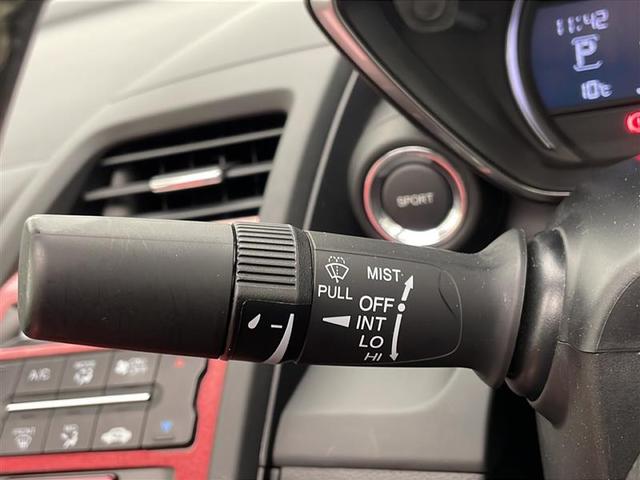 11:42
P
10℃
SPORT
MIST
PULL
OFF
INT
LO
HI
A/C